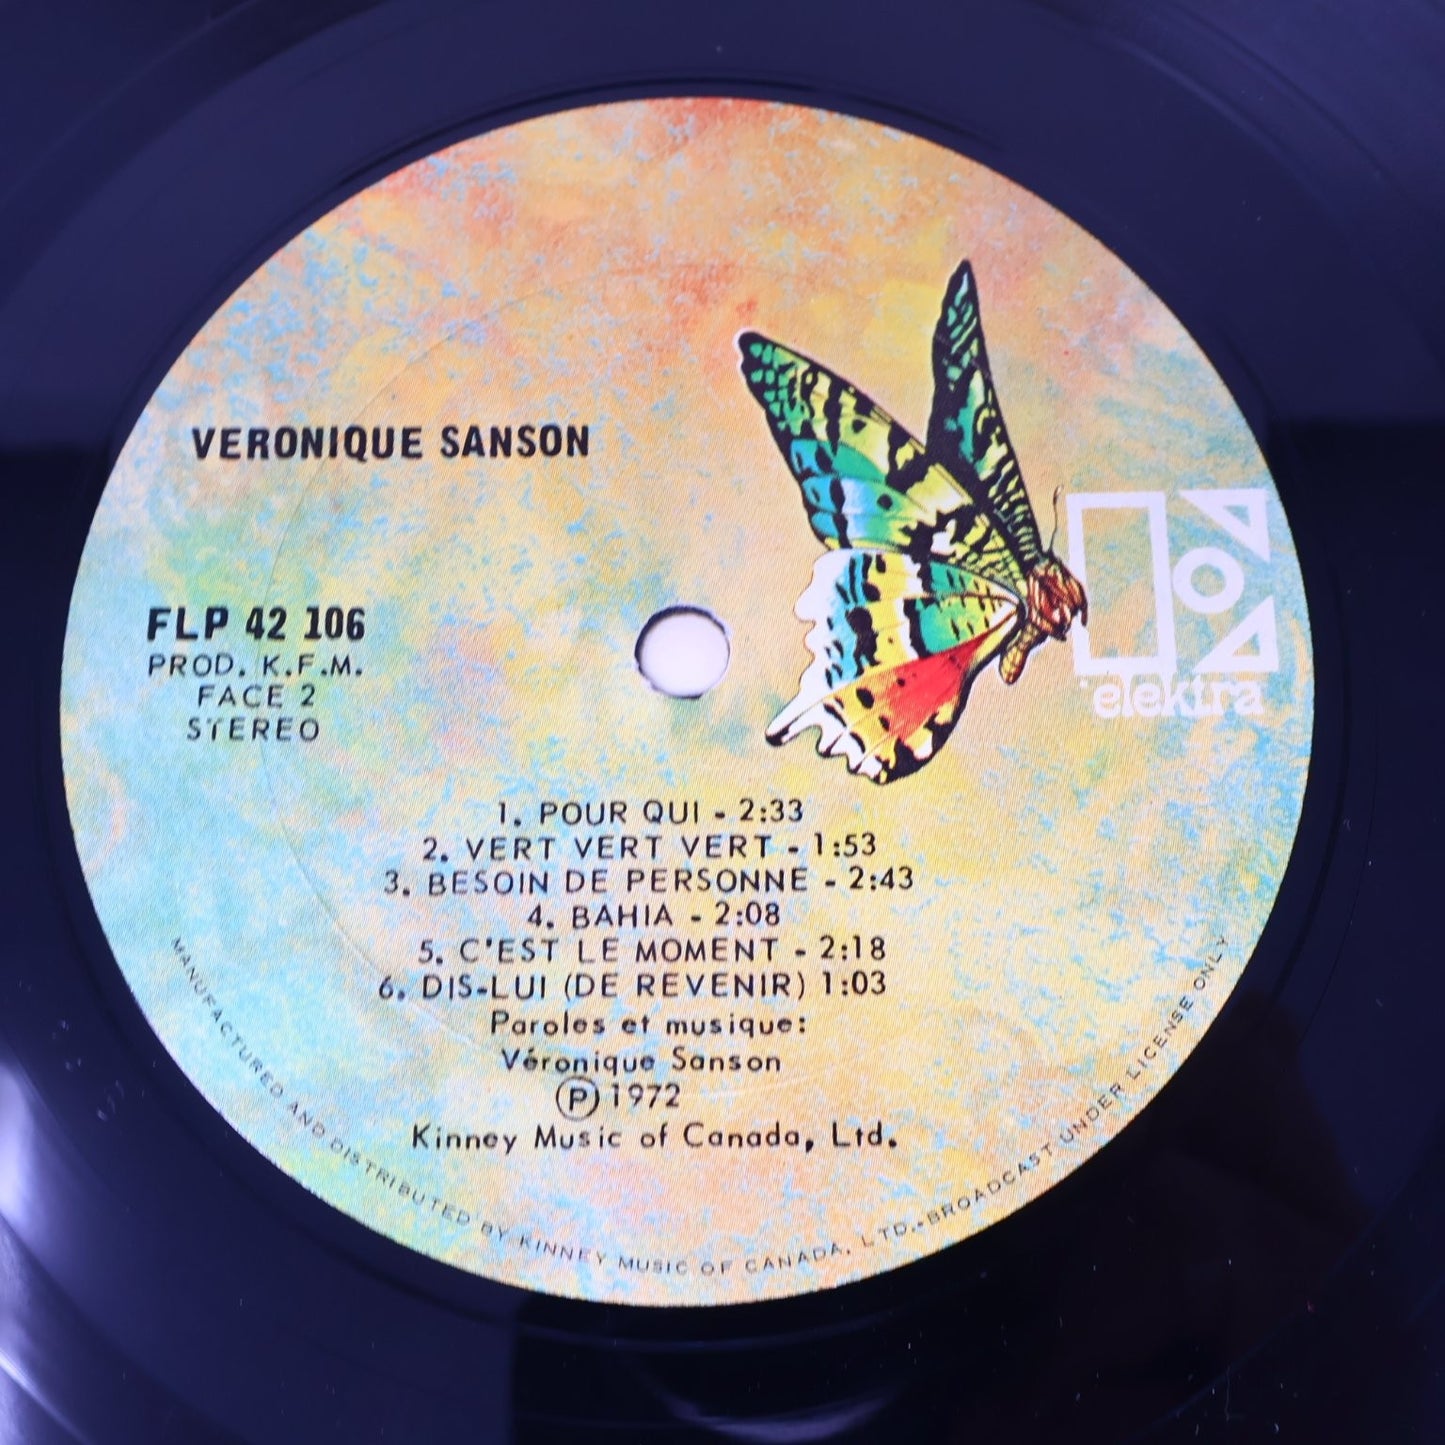 VERONIQUE SANSON
elektra
FLP 42 106
PROD. K.F.M.
FACE 2
STEREO
1. POUR QUI - 2:33
2. VERT VERT VERT - 1:53
3. BESOIN DE PERSONNE - 2:43
4. BAHIA - 2:08
5. C'EST LE MOMENT - 2:18
6. DIS-LUI (DE REVENIR) 1:03
Paroles et musique:
Véronique Sanson
Ⓟ 1972
Kinney Music of Canada, Ltd.
MANUFACTURED AND DISTRIBUTED BY KINNEY MUSIC OF CANADA, LTD.•BROADCAST UNDER LICENSE ONLY